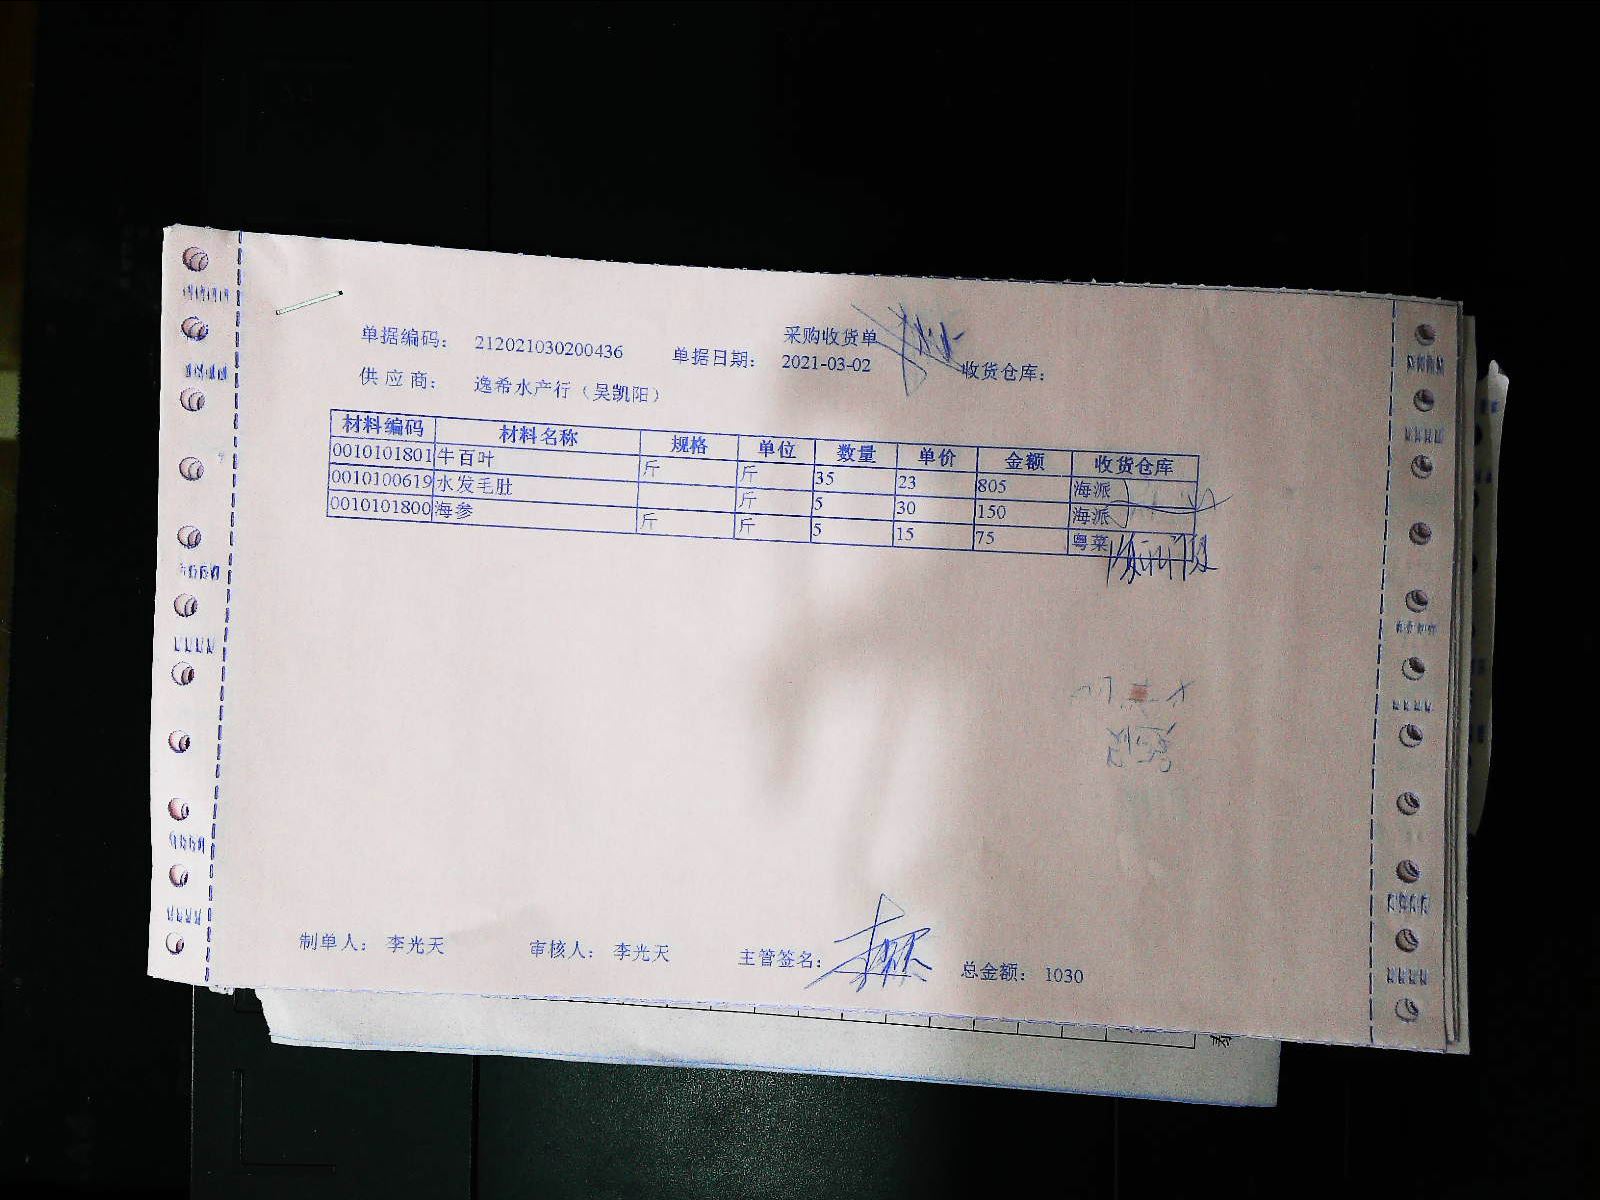 采购收货单
单据编码： 212021030200436 单据日期： 2021-03-02 收货仓库：
供应商： 逸希水产行（吴凯阳）
材料编码 材料名称 规格 单位 数量 单价 金额 收货仓库
0010101801 牛百叶 斤 斤 35 23 805 海派
0010100619 水发毛肚 斤 5 30 150 海派
0010101800 海参 斤 斤 5 15 75 粤菜
制单人： 李光天 审核人： 李光天 主管签名： 总金额： 1030